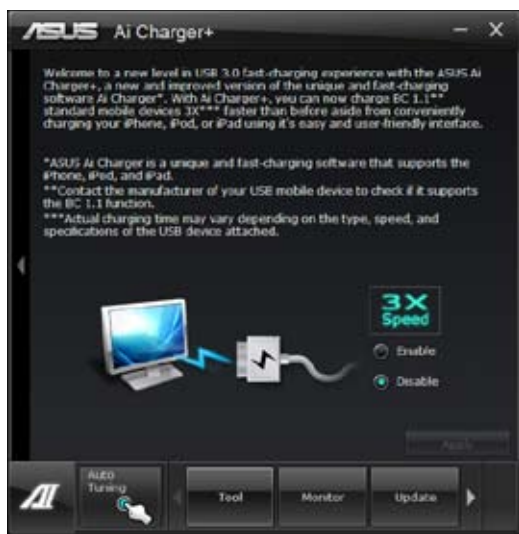 ASUS Ai Charger+
Welcome to a new level in USB 3.0 fast-charging experience with the ASUS Ai
Charger+, a new and improved version of the unique and fast-charging
software Ai Charger*. With Ai Charger+, you can now charge BC 1.1**
standard mobile devices 3X*** faster than before aside from conveniently
charging your iPhone, iPod, or iPad using it's easy and user-friendly interface.
*ASUS Ai Charger is a unique and fast-charging software that supports the
iPhone, iPod, and iPad.
**Contact the manufacturer of your USB mobile device to check if it supports
the BC 1.1 function.
***Actual charging time may vary depending on the type, speed, and
specifications of the USB device attached.
3X
Speed
Enable
Disable
Apply
AI
Auto
Tuning
Tool
Monitor
Update